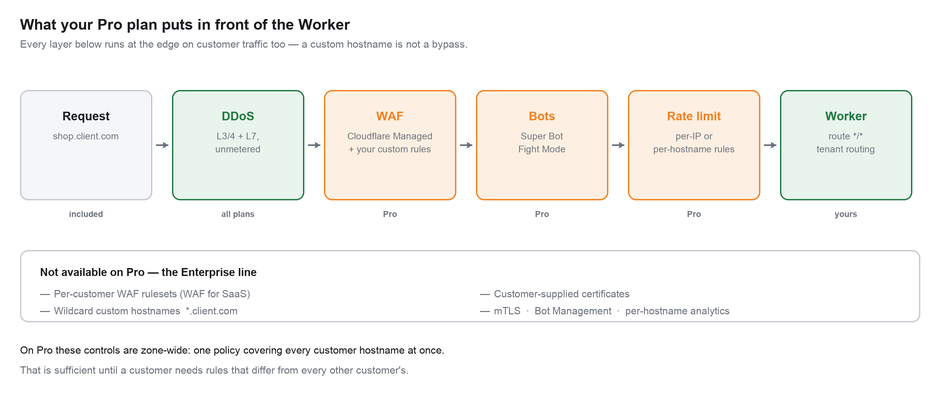 What your Pro plan puts in front of the Worker
Every layer below runs at the edge on customer traffic too — a custom hostname is not a bypass.
Request
shop.client.com
included
DDoS
L3/4 + L7,
unmetered
all plans
WAF
Cloudflare Managed
+ your custom rules
Pro
Bots
Super Bot
Fight Mode
Pro
Rate limit
per-IP or
per-hostname rules
Pro
Worker
route */*
tenant routing
yours
Not available on Pro — the Enterprise line
— Per-customer WAF rulesets (WAF for SaaS)
— Wildcard custom hostnames *.client.com
— Customer-supplied certificates
— mTLS · Bot Management · per-hostname analytics
On Pro these controls are zone-wide: one policy covering every customer hostname at once.
That is sufficient until a customer needs rules that differ from every other customer's.